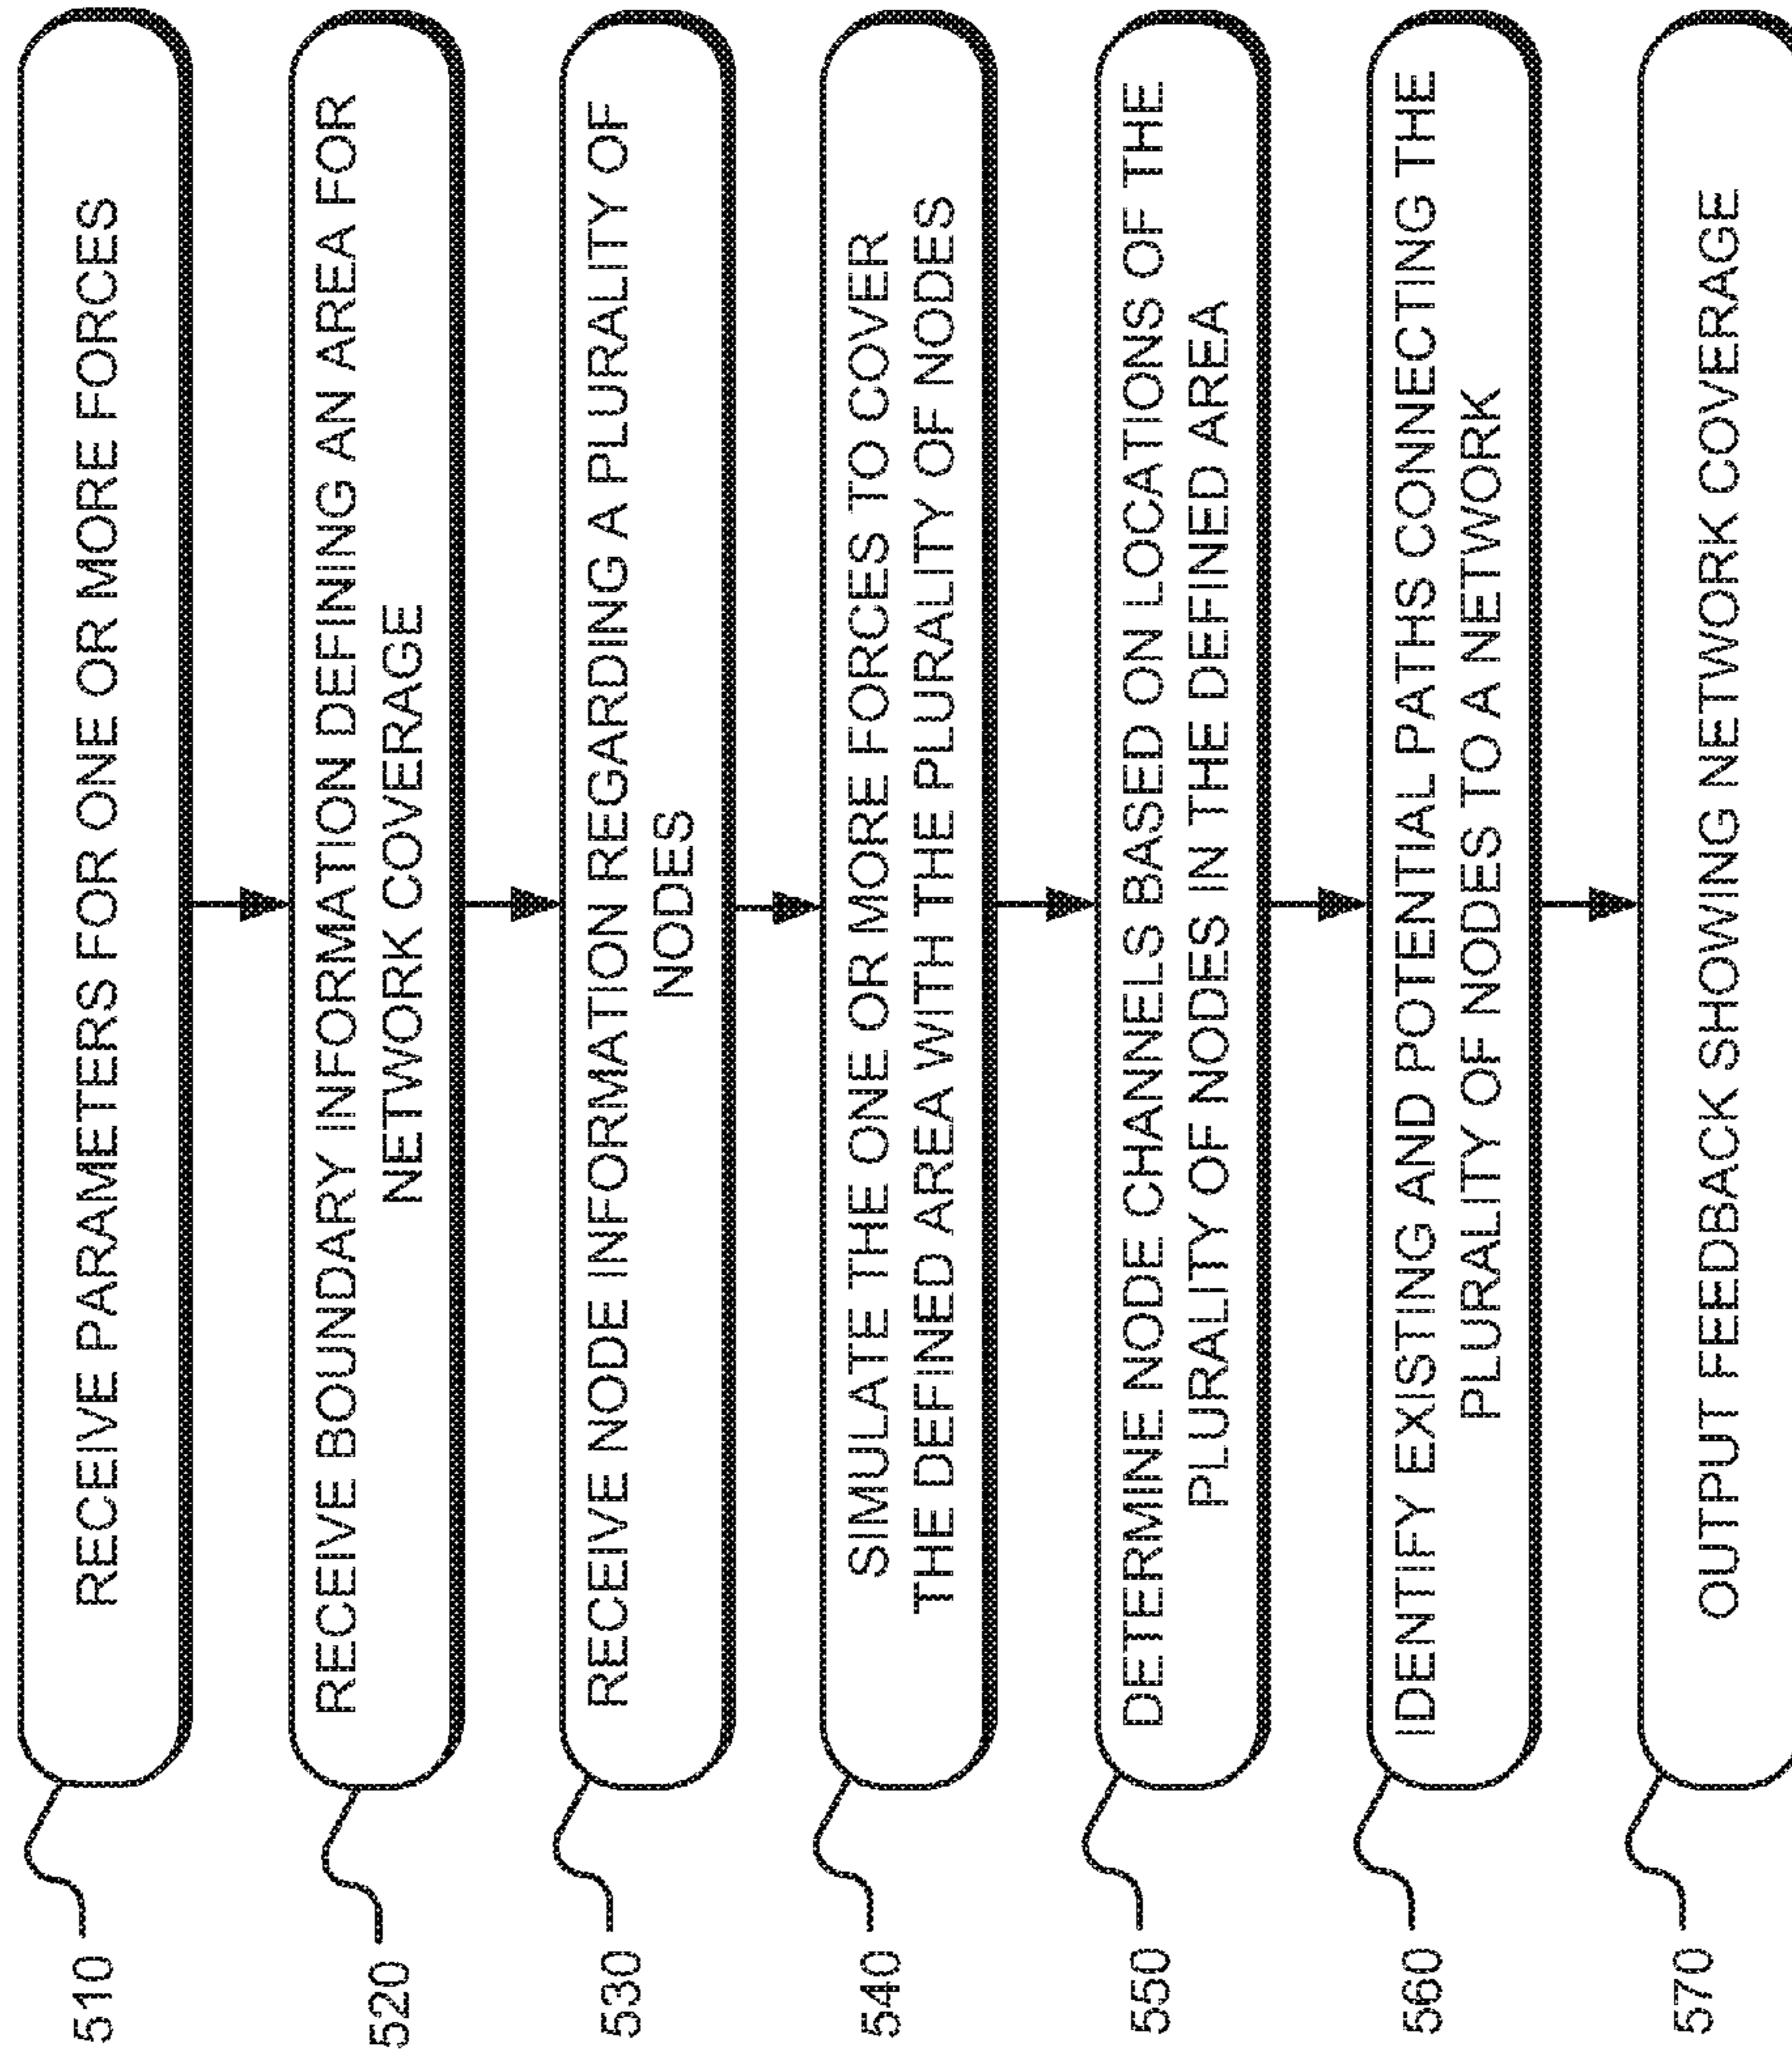 510
RECEIVE PARAMETERS FOR ONE OR MORE FORCES
520
RECEIVE BOUNDARY INFORMATION DEFINING AN AREA FOR
NETWORK COVERAGE
530
RECEIVE NODE INFORMATION REGARDING A PLURALITY OF
NODES
540
SIMULATE THE ONE OR MORE FORCES TO COVER
THE DEFINED AREA WITH THE PLURALITY OF NODES
550
DETERMINE NODE CHANNELS BASED ON LOCATIONS OF THE
PLURALITY OF NODES IN THE DEFINED AREA
560
IDENTIFY EXISTING AND POTENTIAL PATHS CONNECTING THE
PLURALITY OF NODES TO A NETWORK
570
OUTPUT FEEDBACK SHOWING NETWORK COVERAGE